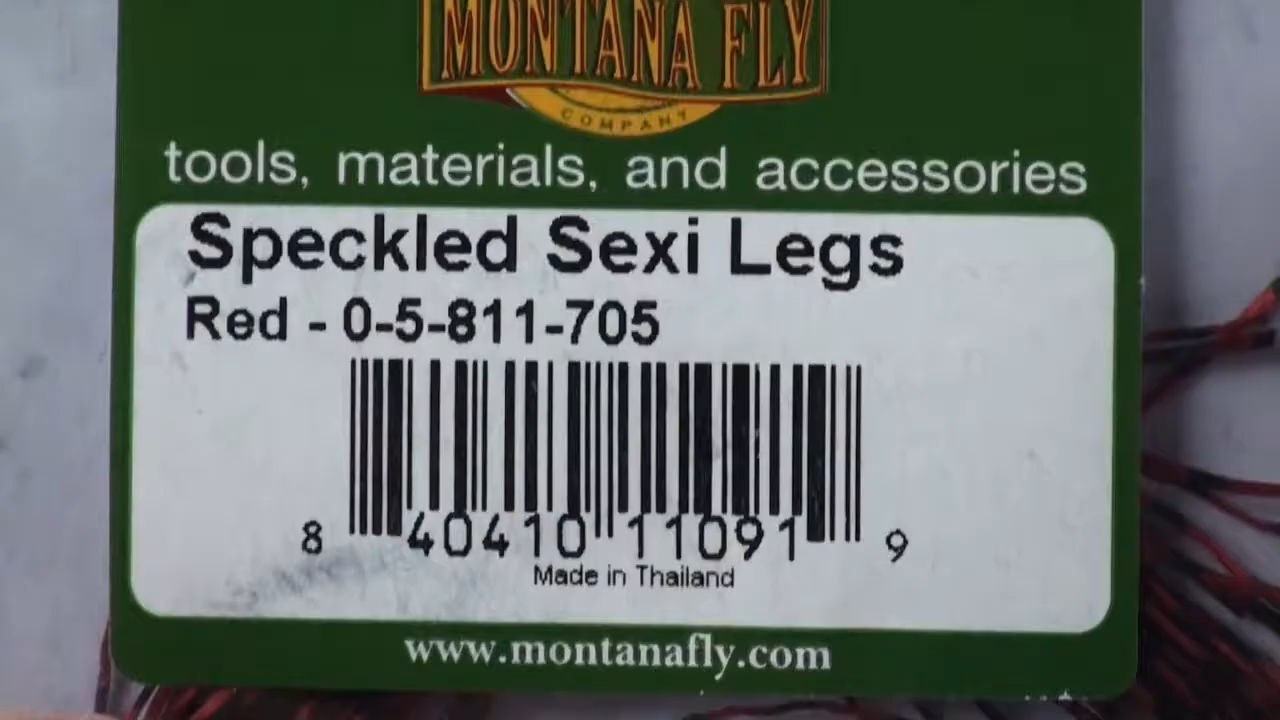 MONTANA FLY
COMPANY
tools, materials, and accessories
Speckled Sexi Legs
Red - 0-5-811-705
8 40410 11091 9
Made in Thailand
www.montanafly.com